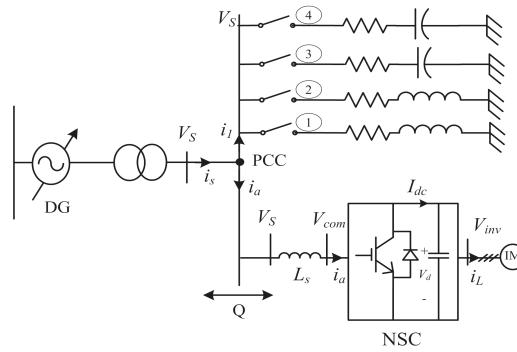 V_S
4
3
2
1
i_1
V_S
PCC
i_s
DG
i_a
V_S
V_com
I_dc
V_inv
L_s
i_a
+
V_d
-
i_L
IM
Q
NSC